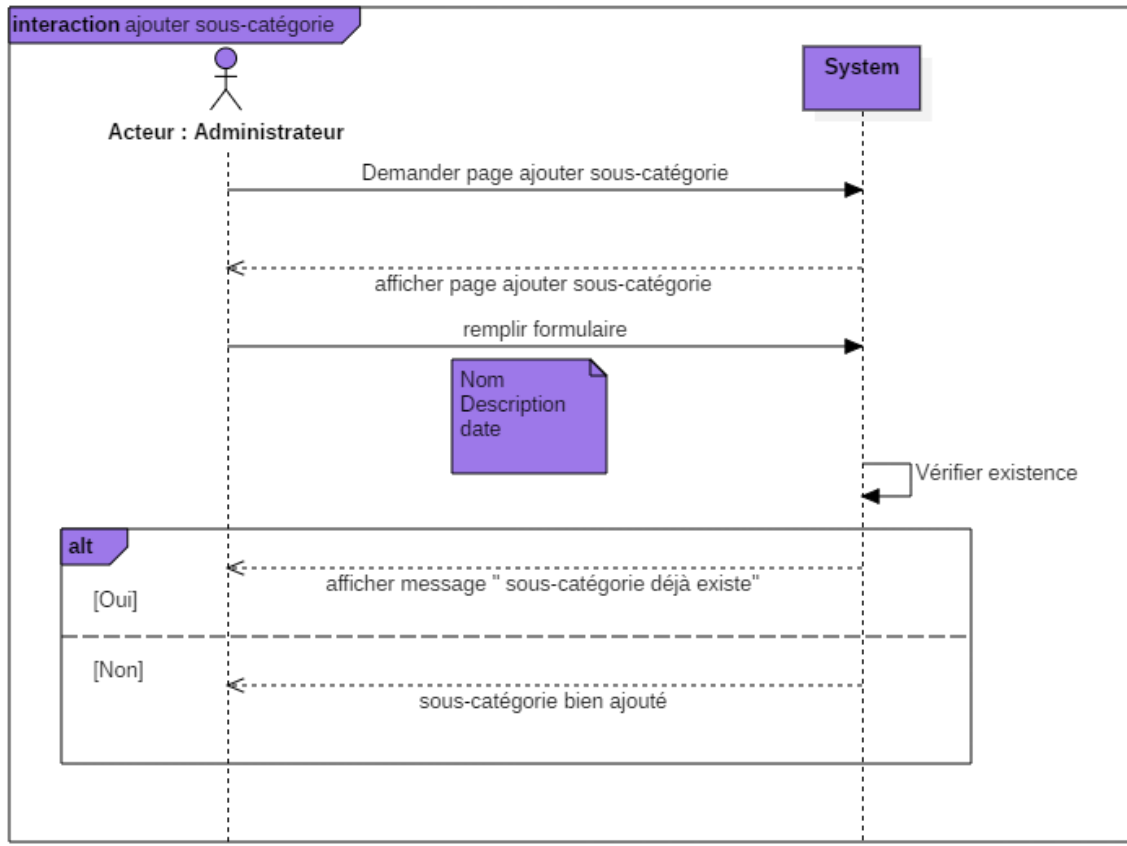 interaction ajouter sous-catégorie
System
Acteur : Administrateur
Demander page ajouter sous-catégorie
afficher page ajouter sous-catégorie
remplir formulaire
Nom
Description
date
Vérifier existence
alt
afficher message " sous-catégorie déjà existe"
[Oui]
[Non]
sous-catégorie bien ajouté